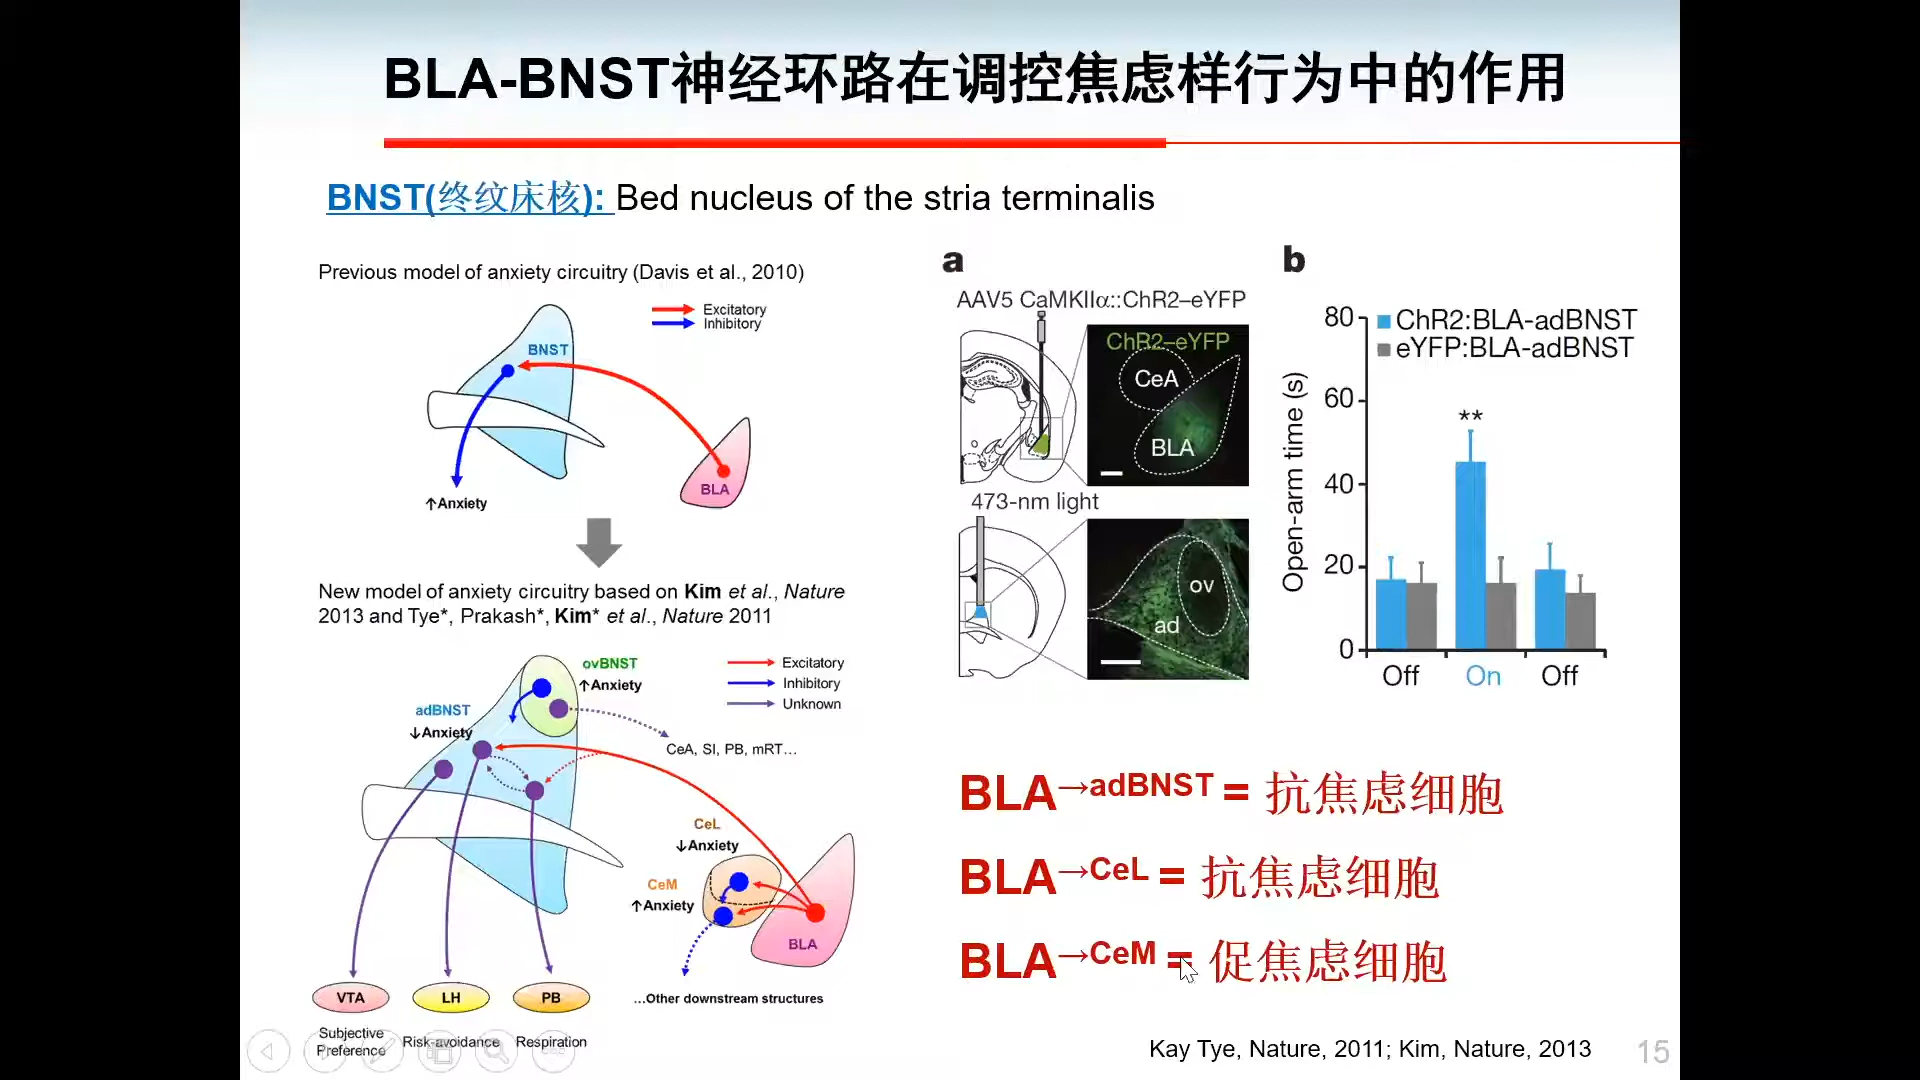 BLA-BNST神经环路在调控焦虑样行为中的作用
BNST(终纹床核): Bed nucleus of the stria terminalis
Previous model of anxiety circuitry (Davis et al., 2010)
Excitatory
Inhibitory
BNST
BLA
↑Anxiety
New model of anxiety circuitry based on Kim et al., Nature
2013 and Tye*, Prakash*, Kim* et al., Nature 2011
ovBNST
↑Anxiety
Excitatory
Inhibitory
Unknown
adBNST
↓Anxiety
CeA, SI, PB, mRT...
CeL
↓Anxiety
CeM
↑Anxiety
BLA
VTA
LH
PB
...Other downstream structures
Subjective
Preference
Risk-avoidance
Respiration
a
AAV5 CaMKIIα::ChR2–eYFP
ChR2–eYFP
CeA
BLA
473-nm light
ov
ad
b
ChR2:BLA-adBNST
eYFP:BLA-adBNST
Open-arm time (s)
80
60
40
20
0
**
Off
On
Off
BLA→adBNST = 抗焦虑细胞
BLA→CeL = 抗焦虑细胞
BLA→CeM = 促焦虑细胞
Kay Tye, Nature, 2011; Kim, Nature, 2013
15